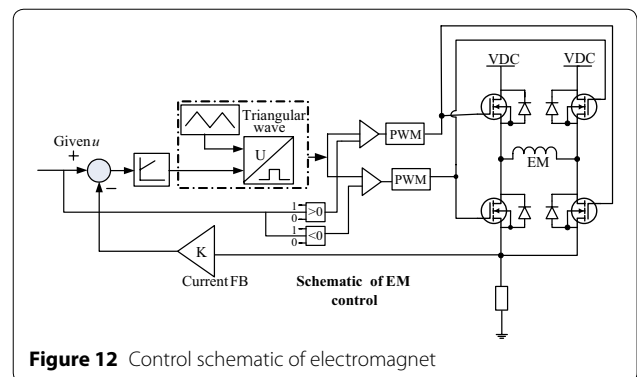 VDC VDC
Triangular
wave
Given u
+
−
U
PWM
EM
PWM
1
0
>0
1
0
<0
K
Current FB
Schematic of EM
control
Figure 12 Control schematic of electromagnet